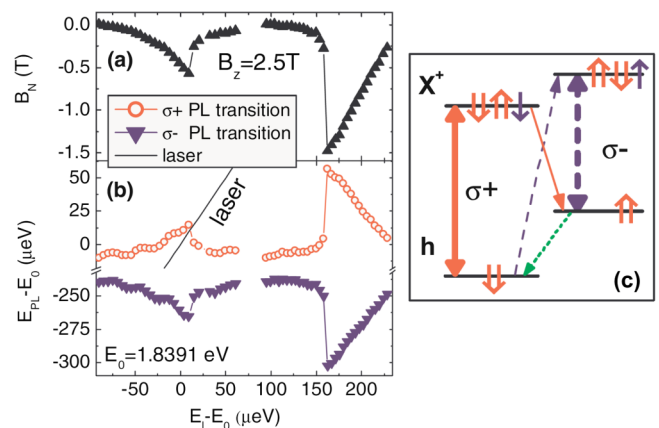 0.0
-0.5
-1.0
-1.5
B_N (T)
(a)
B_z=2.5T
σ+ PL transition
σ- PL transition
laser
(b)
50
25
0
-250
-275
-300
E_PL-E_0 (μeV)
laser
E_0=1.8391 eV
-50 0 50 100 150 200
E_l-E_0 (μeV)
X⁺
⇓⇑↓
⇑⇓↑
σ+
σ-
h
⇑
⇓
(c)